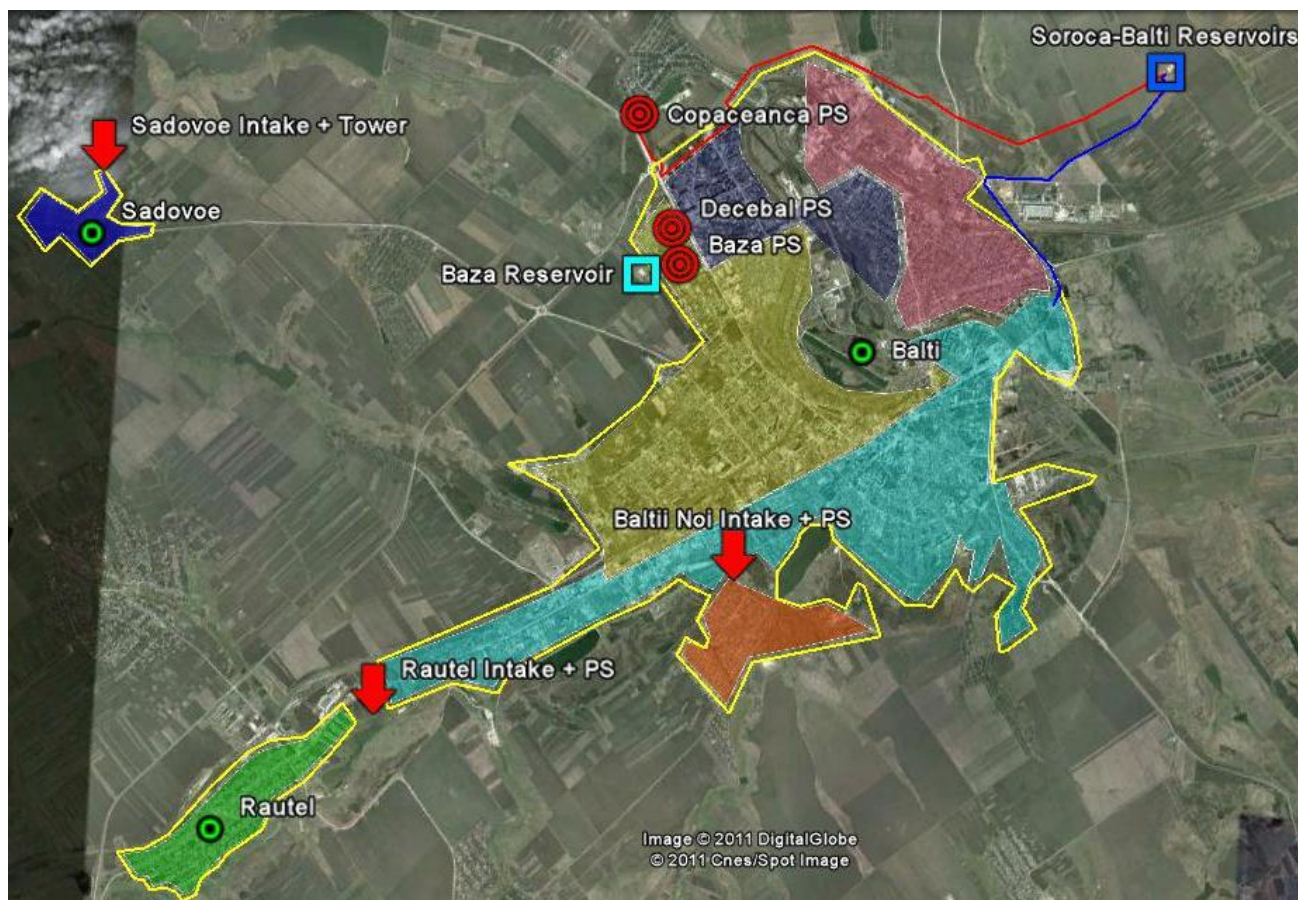 Soroca-Balti Reservoirs
Sadovoe Intake + Tower
Copaceanca PS
Sadovoe
Decebal PS
Baza PS
Baza Reservoir
Balti
Baltii Noi Intake + PS
Rautel Intake + PS
Rautel
Image © 2011 DigitalGlobe
© 2011 Cnes/Spot Image